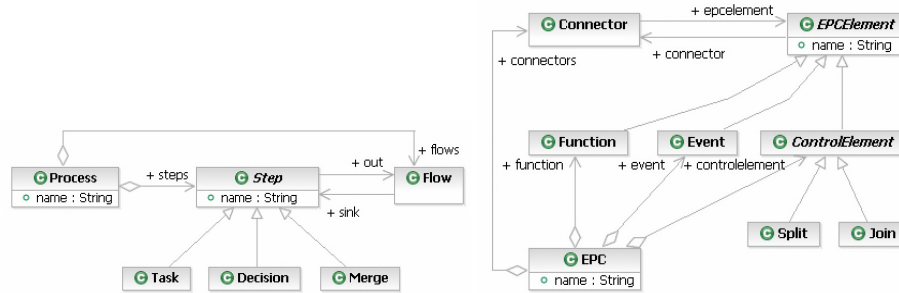 + flows
Process
name : String
+ steps
Step
name : String
+ out
+ sink
Flow
Task
Decision
Merge
Connector
+ epcelement
EPCElement
name : String
+ connectors
+ connector
Function
Event
ControlElement
+ function
+ event
+ controlelement
Split
Join
EPC
name : String